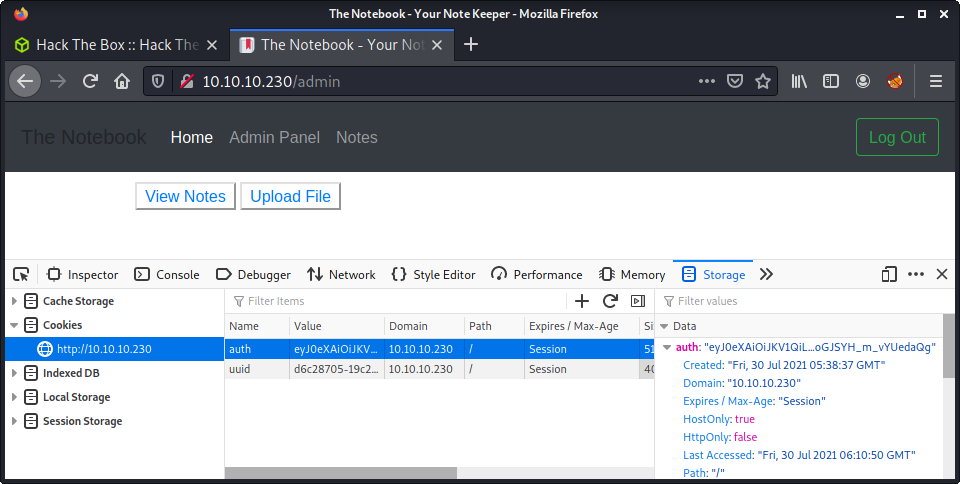 The Notebook - Your Note Keeper - Mozilla Firefox
Hack The Box :: Hack The
The Notebook - Your Not
10.10.10.230/admin
The Notebook Home Admin Panel Notes Log Out
View Notes Upload File
Inspector Console Debugger Network Style Editor Performance Memory Storage
Cache Storage
Cookies
http://10.10.10.230
Indexed DB
Local Storage
Session Storage
Filter Items
Name Value Domain Path Expires / Max-Age Si
auth eyJ0eXAiOiJKV... 10.10.10.230 / Session 51
uuid d6c28705-19c2... 10.10.10.230 / Session 40
Filter values
Data
auth: "eyJ0eXAiOiJKV1QiL...oGJSYH_m_vYUedaQg"
Created: "Fri, 30 Jul 2021 05:38:37 GMT"
Domain: "10.10.10.230"
Expires / Max-Age: "Session"
HostOnly: true
HttpOnly: false
Last Accessed: "Fri, 30 Jul 2021 06:10:50 GMT"
Path: "/"